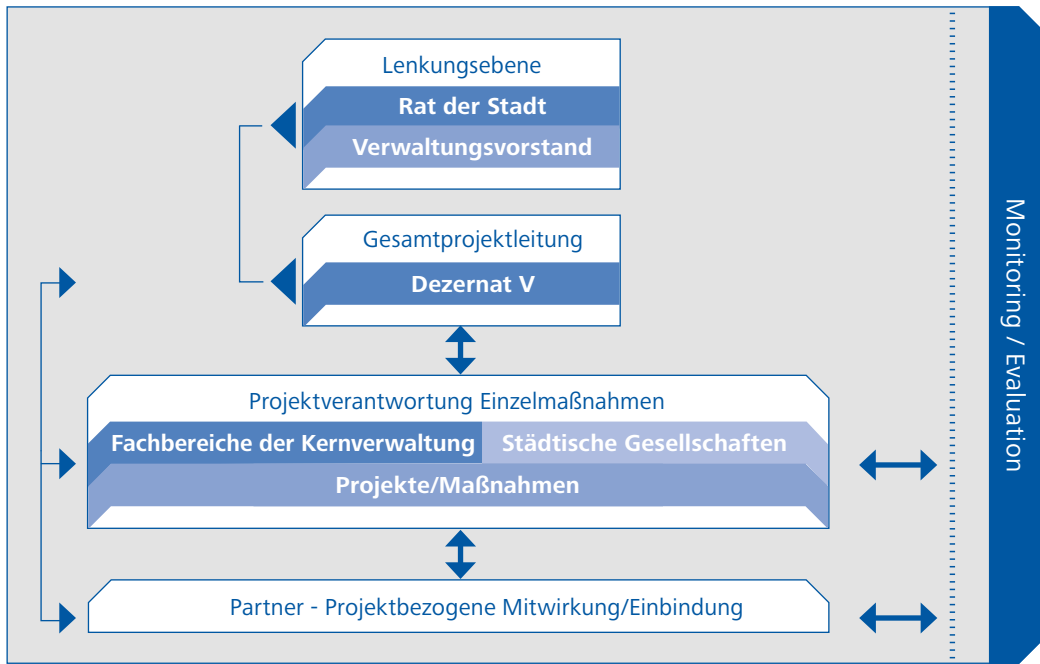 Lenkungsebene
Rat der Stadt
Verwaltungsvorstand
Gesamtprojektleitung
Dezernat V
Projektverantwortung Einzelmaßnahmen
Fachbereiche der Kernverwaltung
Städtische Gesellschaften
Projekte/Maßnahmen
Partner - Projektbezogene Mitwirkung/Einbindung
Monitoring / Evaluation